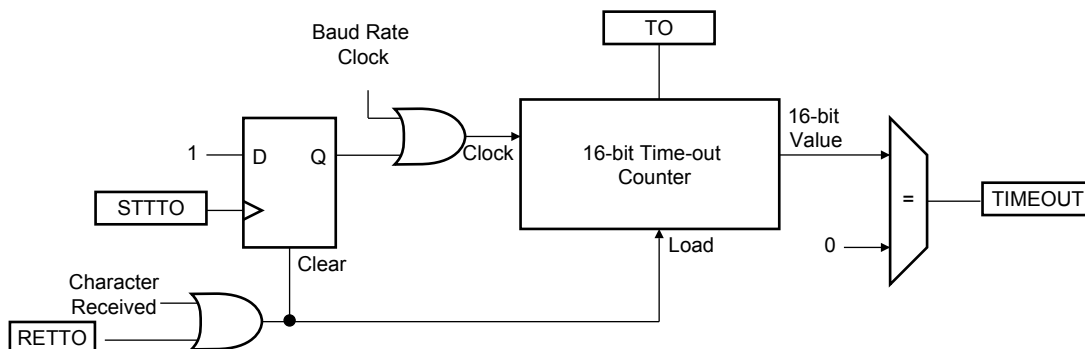 TO
Baud Rate
Clock
16-bit
Value
1
D
Q
Clock
16-bit Time-out
Counter
STTTO
=
TIMEOUT
Clear
Load
0
Character
Received
RETTO